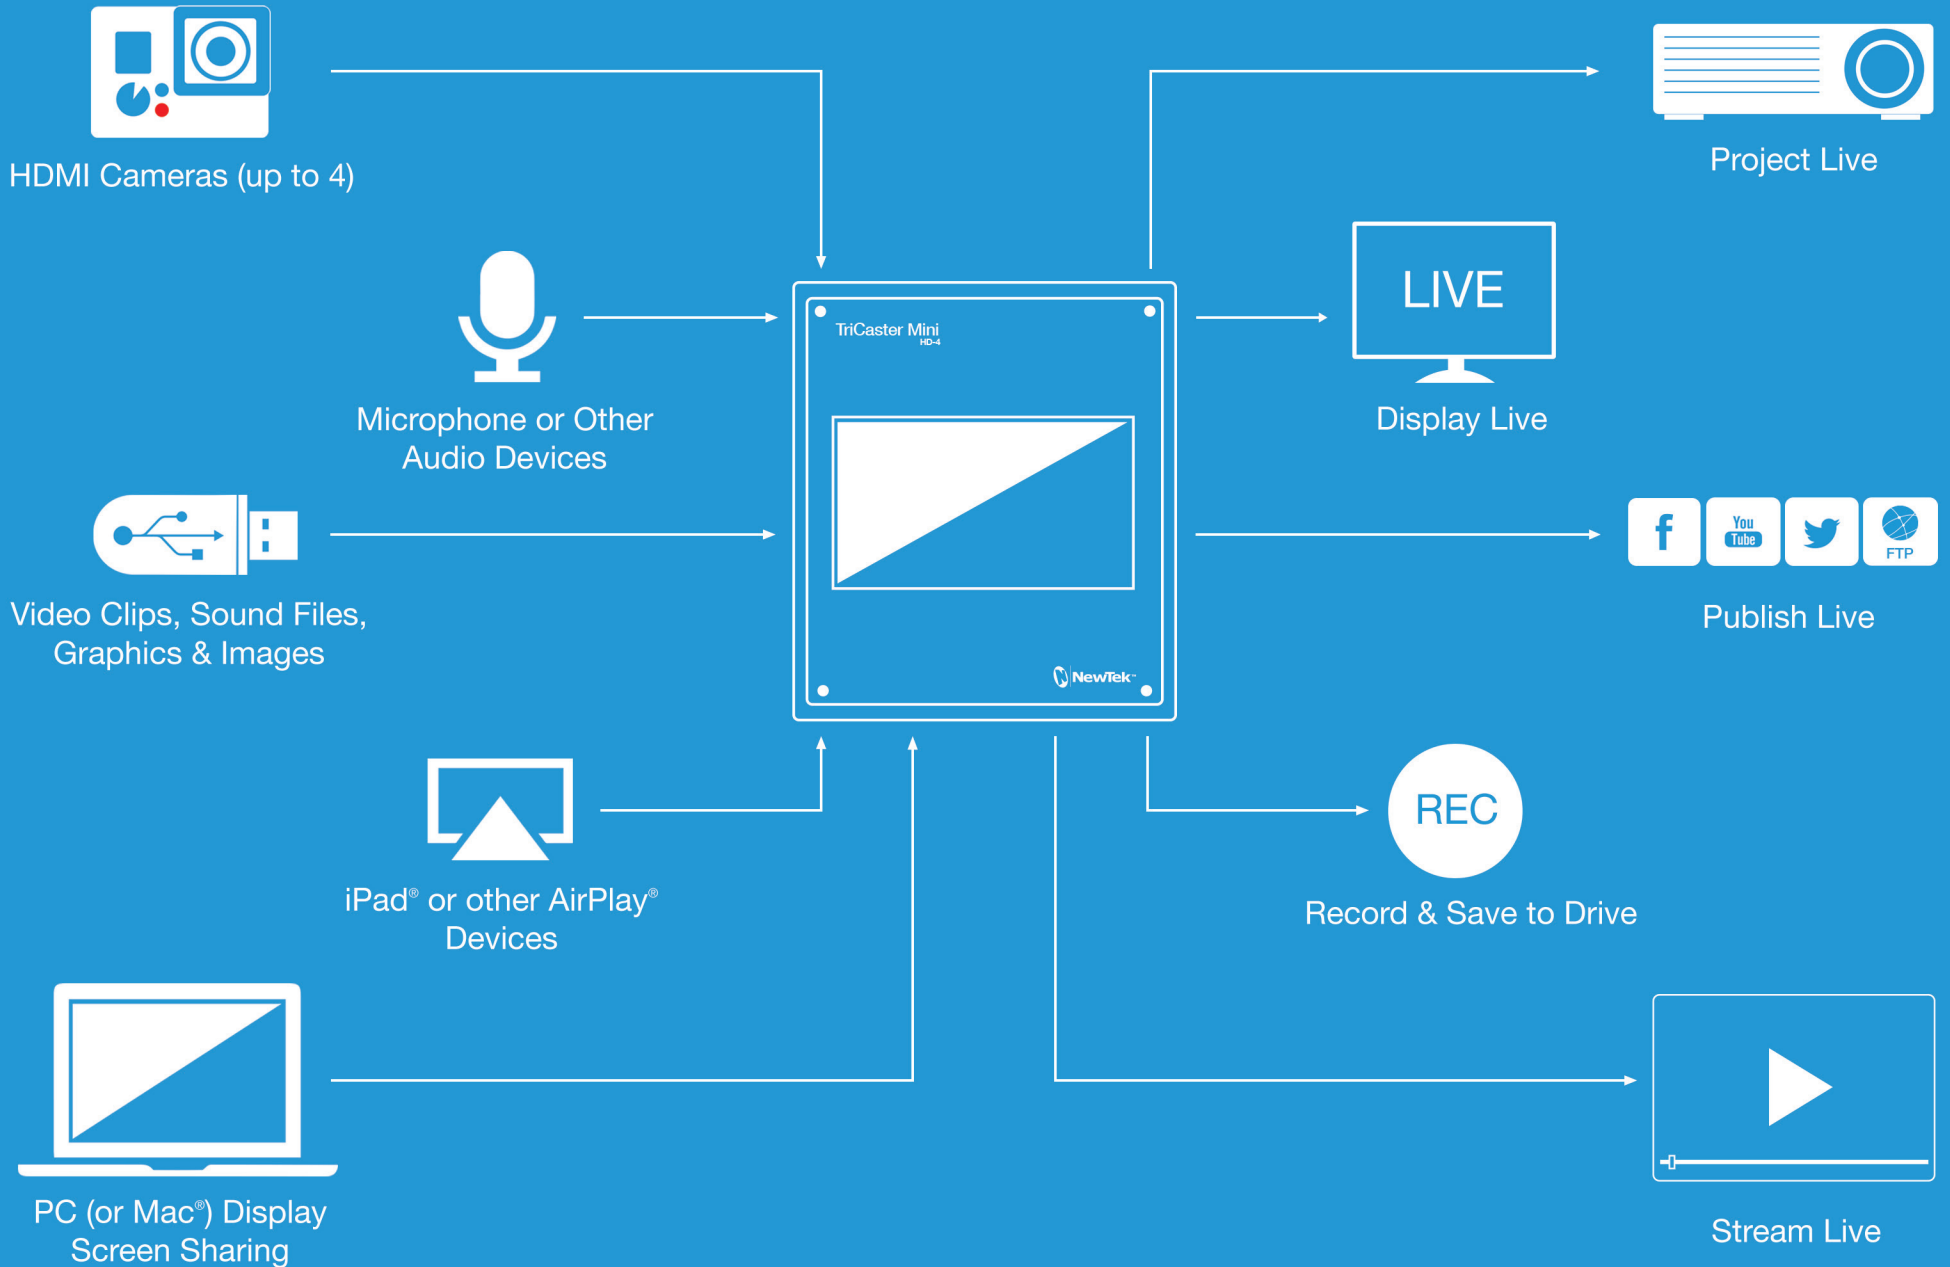 HDMI Cameras (up to 4)
Project Live
LIVE
TriCaster Mini
HD-4
Microphone or Other
Audio Devices
Display Live
f
You
Tube
FTP
Video Clips, Sound Files,
Graphics & Images
Publish Live
NewTek™
REC
iPad® or other AirPlay®
Devices
Record & Save to Drive
PC (or Mac®) Display
Screen Sharing
Stream Live